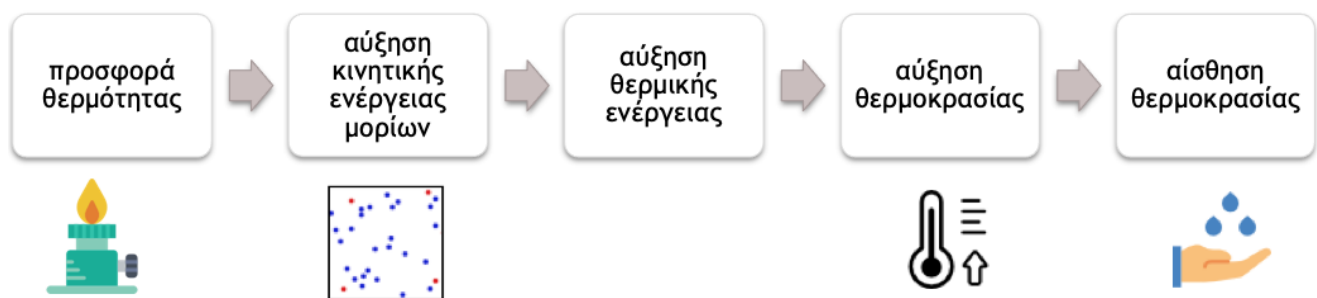 προσφορά
θερμότητας
αύξηση
κινητικής
ενέργειας
μορίων
αύξηση
θερμικής
ενέργειας
αύξηση
θερμοκρασίας
αίσθηση
θερμοκρασίας